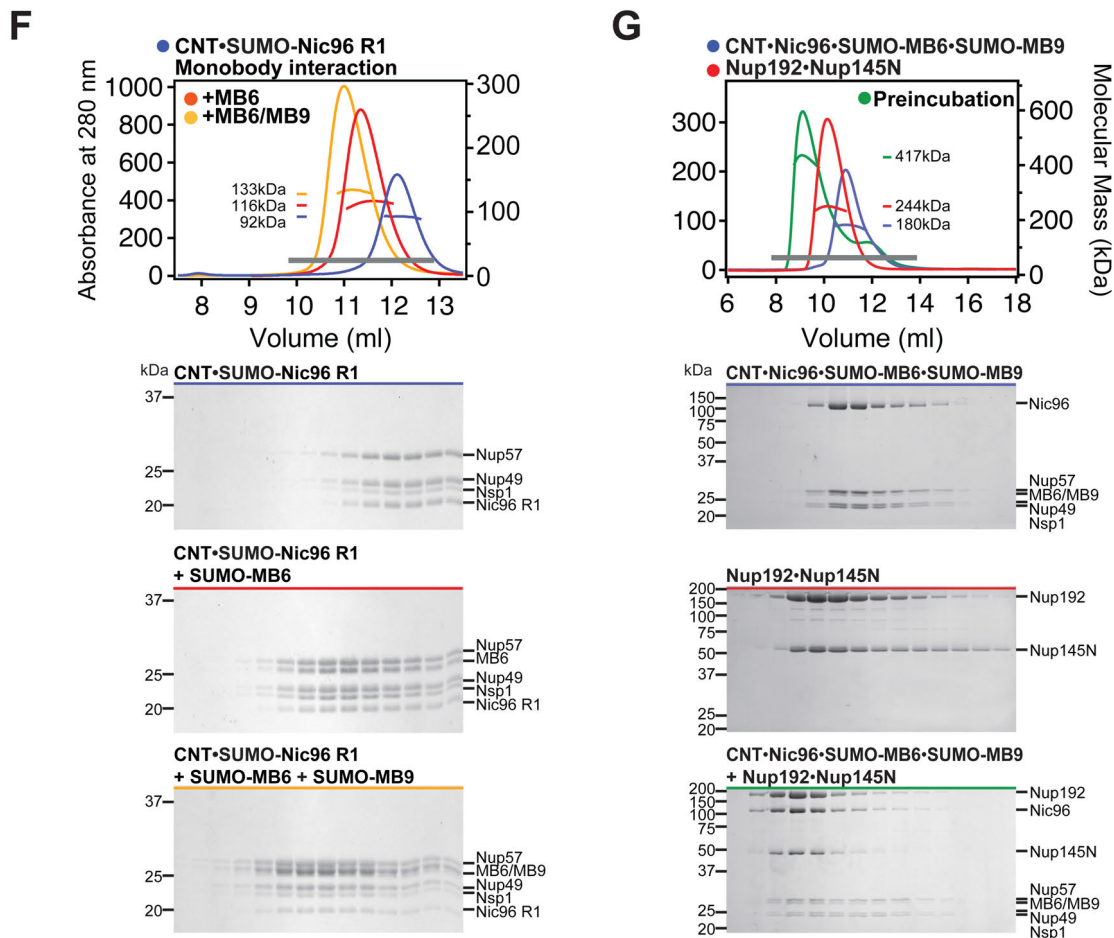 F
CNT•SUMO-Nic96 R1
Monobody interaction
+MB6
+MB6/MB9
Absorbance at 280 nm
1000
800
600
400
200
0
300
200
100
0
133kDa
116kDa
92kDa
8 9 10 11 12 13
Volume (ml)
kDa
CNT•SUMO-Nic96 R1
37
25
20
Nup57
Nup49
Nsp1
Nic96 R1
CNT•SUMO-Nic96 R1
+ SUMO-MB6
37
25
20
Nup57
MB6
Nup49
Nsp1
Nic96 R1
CNT•SUMO-Nic96 R1
+ SUMO-MB6 + SUMO-MB9
37
25
20
Nup57
MB6/MB9
Nup49
Nsp1
Nic96 R1
G
CNT•Nic96•SUMO-MB6•SUMO-MB9
Nup192•Nup145N
Preincubation
300
200
100
0
600
400
200
0
Molecular Mass (kDa)
417kDa
244kDa
180kDa
6 8 10 12 14 16 18
Volume (ml)
kDa
CNT•Nic96•SUMO-MB6•SUMO-MB9
150
100
75
50
37
25
20
Nic96
Nup57
MB6/MB9
Nup49
Nsp1
Nup192•Nup145N
200
150
100
75
50
37
25
20
Nup192
Nup145N
CNT•Nic96•SUMO-MB6•SUMO-MB9
+ Nup192•Nup145N
200
150
100
75
50
37
25
20
Nup192
Nic96
Nup145N
Nup57
MB6/MB9
Nup49
Nsp1